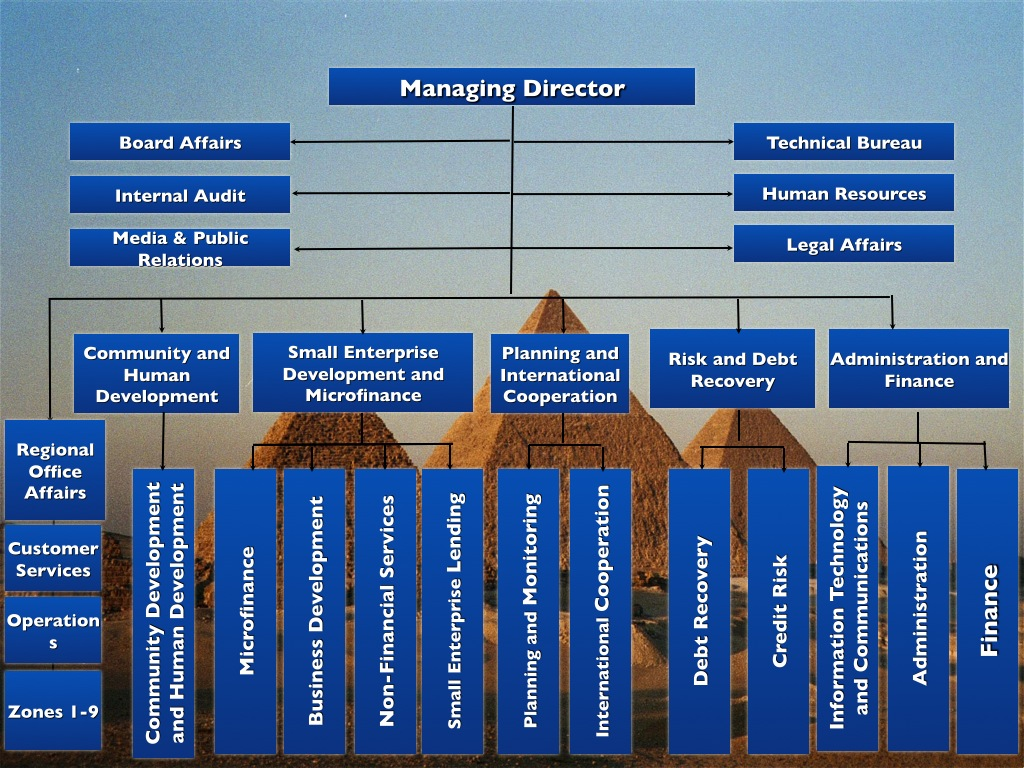 Managing Director
Board Affairs
Technical Bureau
Internal Audit
Human Resources
Media & Public
Relations
Legal Affairs
Community and
Human
Development
Small Enterprise
Development and
Microfinance
Planning and
International
Cooperation
Risk and Debt
Recovery
Administration and
Finance
Regional
Office
Affairs
Customer
Services
Operation
s
Zones 1-9
Community Development
and Human Development
Microfinance
Business Development
Non-Financial Services
Small Enterprise Lending
Planning and Monitoring
International Cooperation
Debt Recovery
Credit Risk
Information Technology
and Communications
Administration
Finance